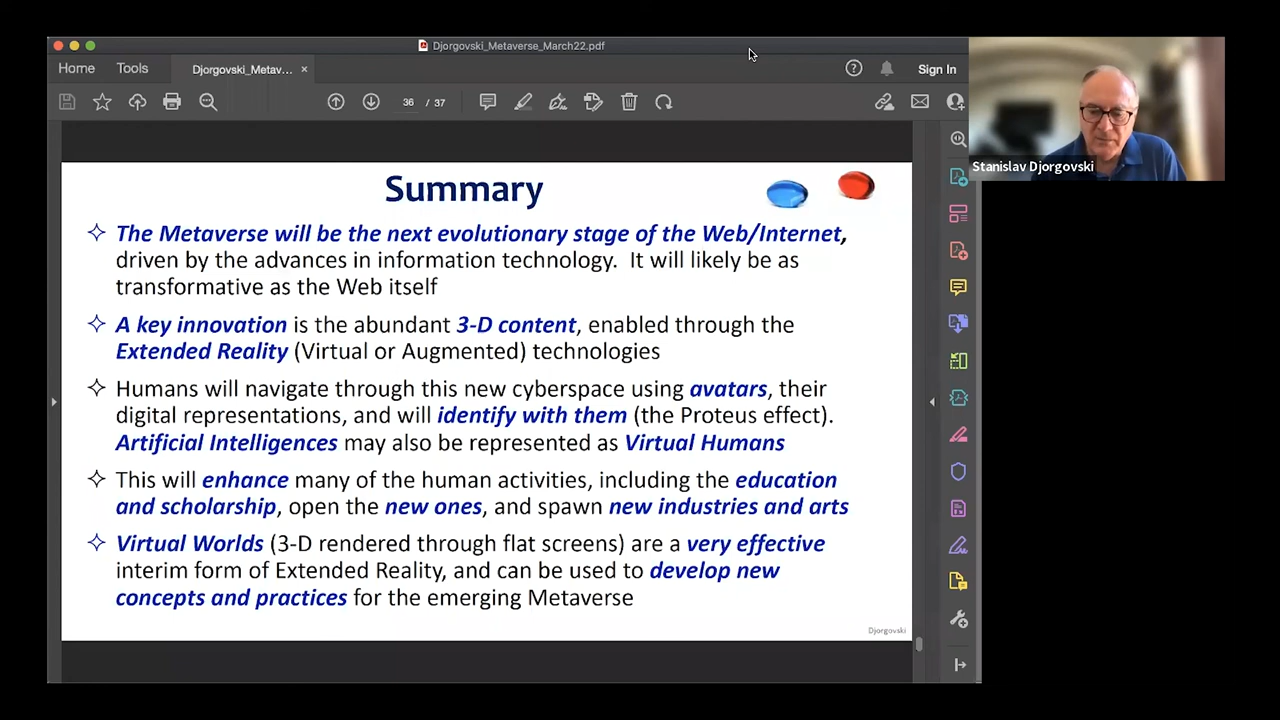 Djorgovski_Metaverse_March22.pdf
Home
Tools
Djorgovski_Metav...
Sign In
36 / 37
Stanislav Djorgovski
Summary
The Metaverse will be the next evolutionary stage of the Web/Internet,
driven by the advances in information technology. It will likely be as
transformative as the Web itself
A key innovation is the abundant 3-D content, enabled through the
Extended Reality (Virtual or Augmented) technologies
Humans will navigate through this new cyberspace using avatars, their
digital representations, and will identify with them (the Proteus effect).
Artificial Intelligences may also be represented as Virtual Humans
This will enhance many of the human activities, including the education
and scholarship, open the new ones, and spawn new industries and arts
Virtual Worlds (3-D rendered through flat screens) are a very effective
interim form of Extended Reality, and can be used to develop new
concepts and practices for the emerging Metaverse
Djorgovski